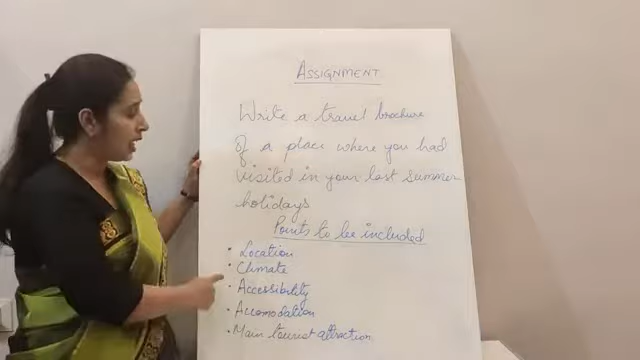 ASSIGNMENT
Write a travel brochure
of a place where you had
visited in your last summer
holidays
Points to be included
• Location
• Climate
• Accessibility
• Accomodation
• Main tourist attraction